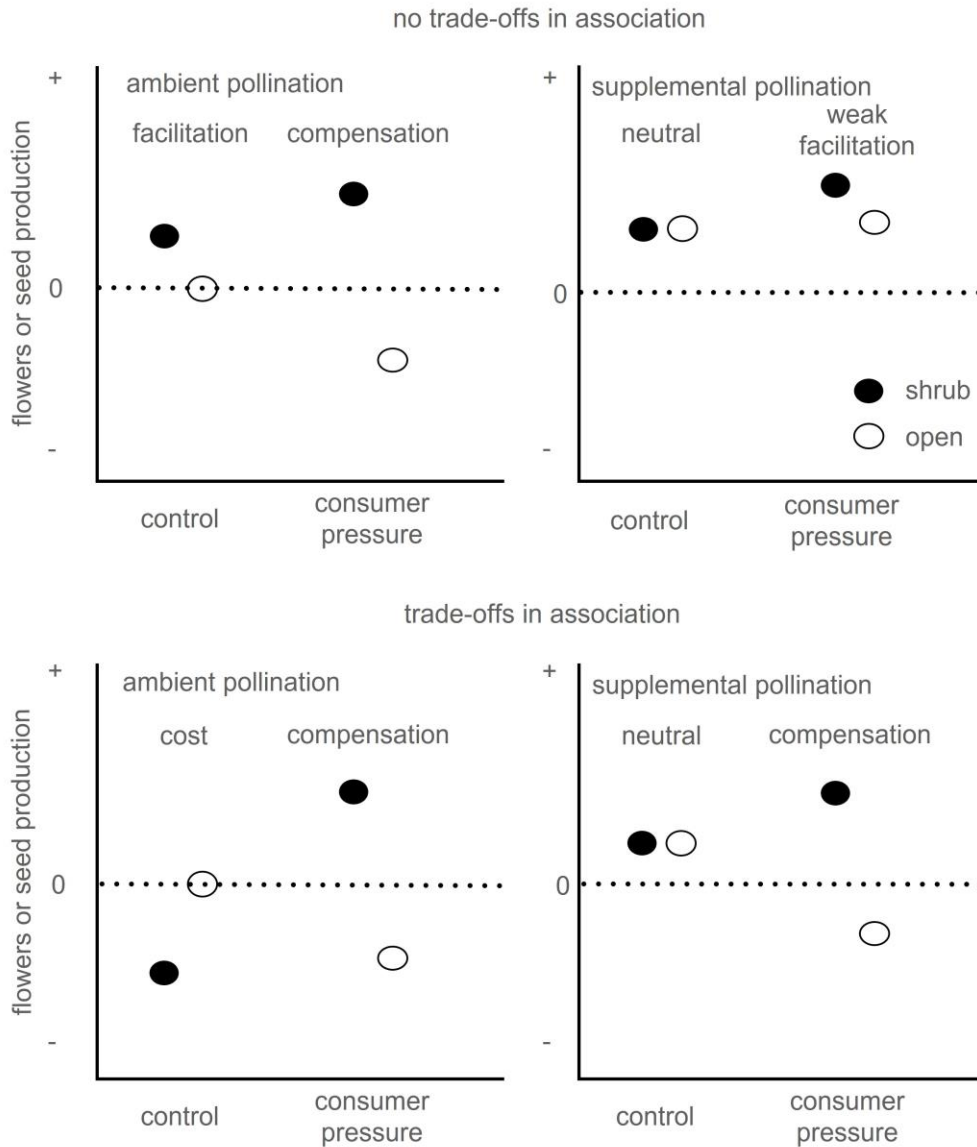 no trade-offs in association
ambient pollination
facilitation compensation
+
0
-
flowers or seed production
control
consumer
pressure
supplemental pollination
neutral
weak
facilitation
+
0
-
shrub
open
control
consumer
pressure
trade-offs in association
ambient pollination
cost compensation
+
0
-
flowers or seed production
control
consumer
pressure
supplemental pollination
neutral compensation
+
0
-
control
consumer
pressure